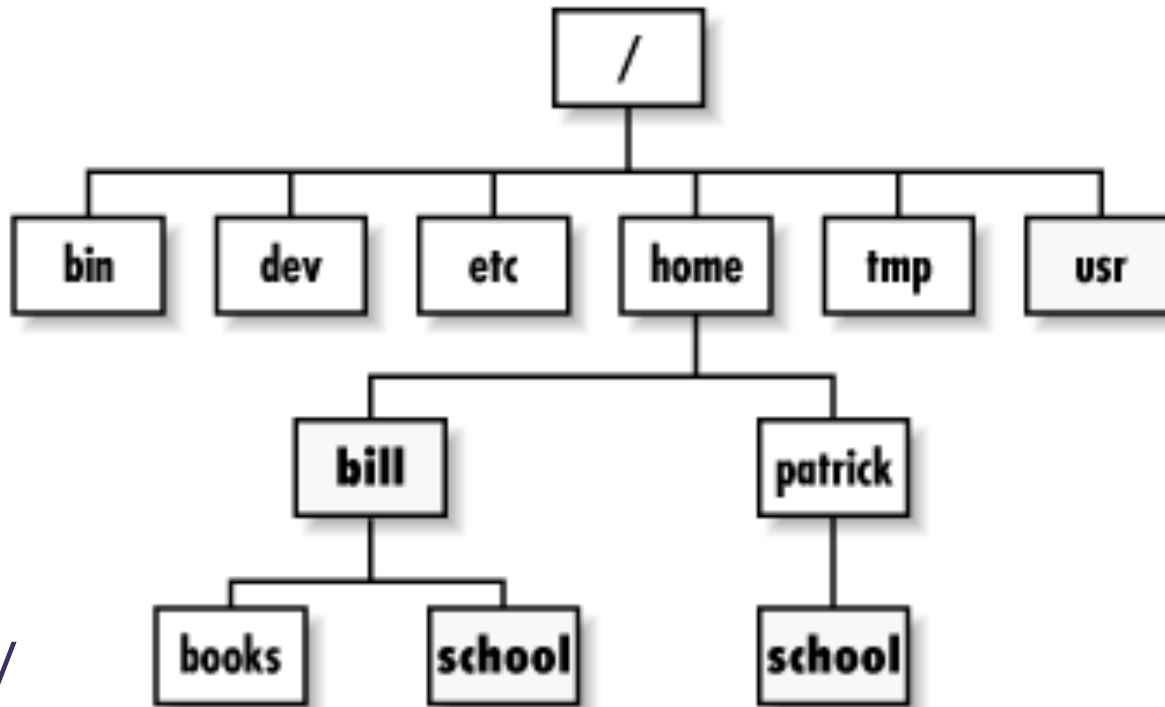 /
bin dev etc home tmp usr
bill patrick
books school school
/